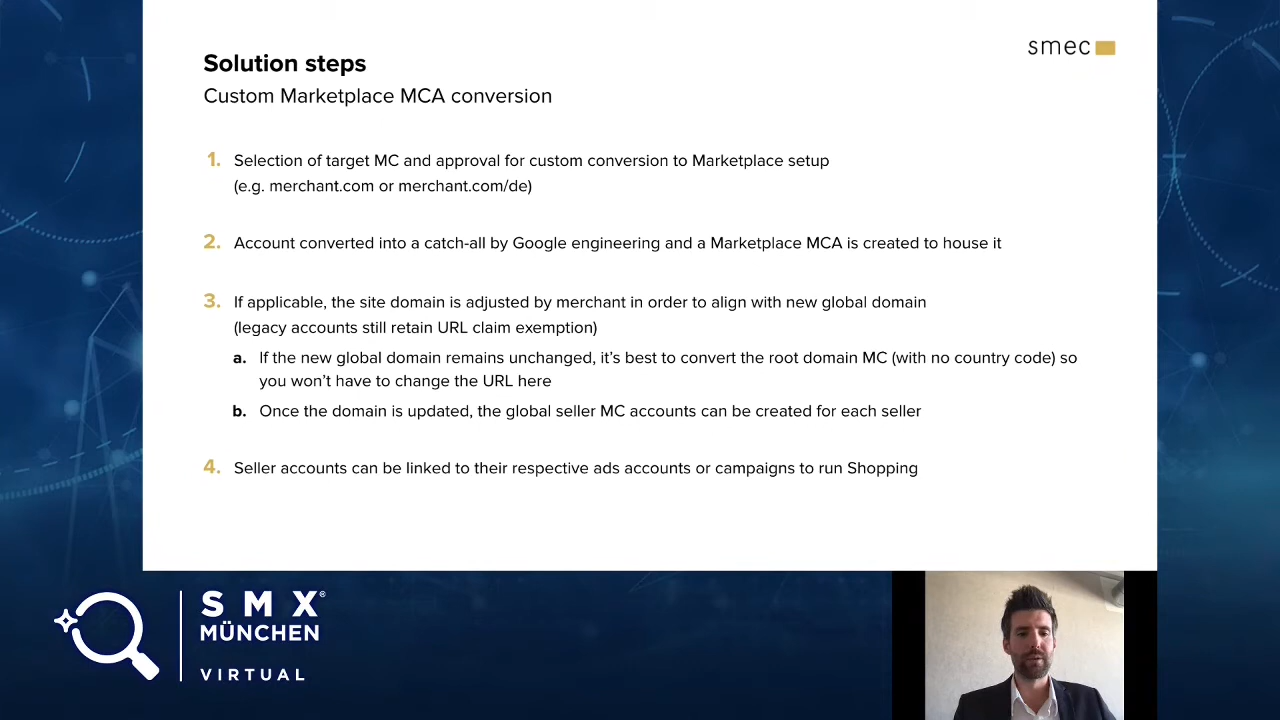 Solution steps
smec
Custom Marketplace MCA conversion
1. Selection of target MC and approval for custom conversion to Marketplace setup
(e.g. merchant.com or merchant.com/de)
2. Account converted into a catch-all by Google engineering and a Marketplace MCA is created to house it
3. If applicable, the site domain is adjusted by merchant in order to align with new global domain
(legacy accounts still retain URL claim exemption)
a. If the new global domain remains unchanged, it’s best to convert the root domain MC (with no country code) so
you won’t have to change the URL here
b. Once the domain is updated, the global seller MC accounts can be created for each seller
4. Seller accounts can be linked to their respective ads accounts or campaigns to run Shopping
SMX®
MÜNCHEN
VIRTUAL